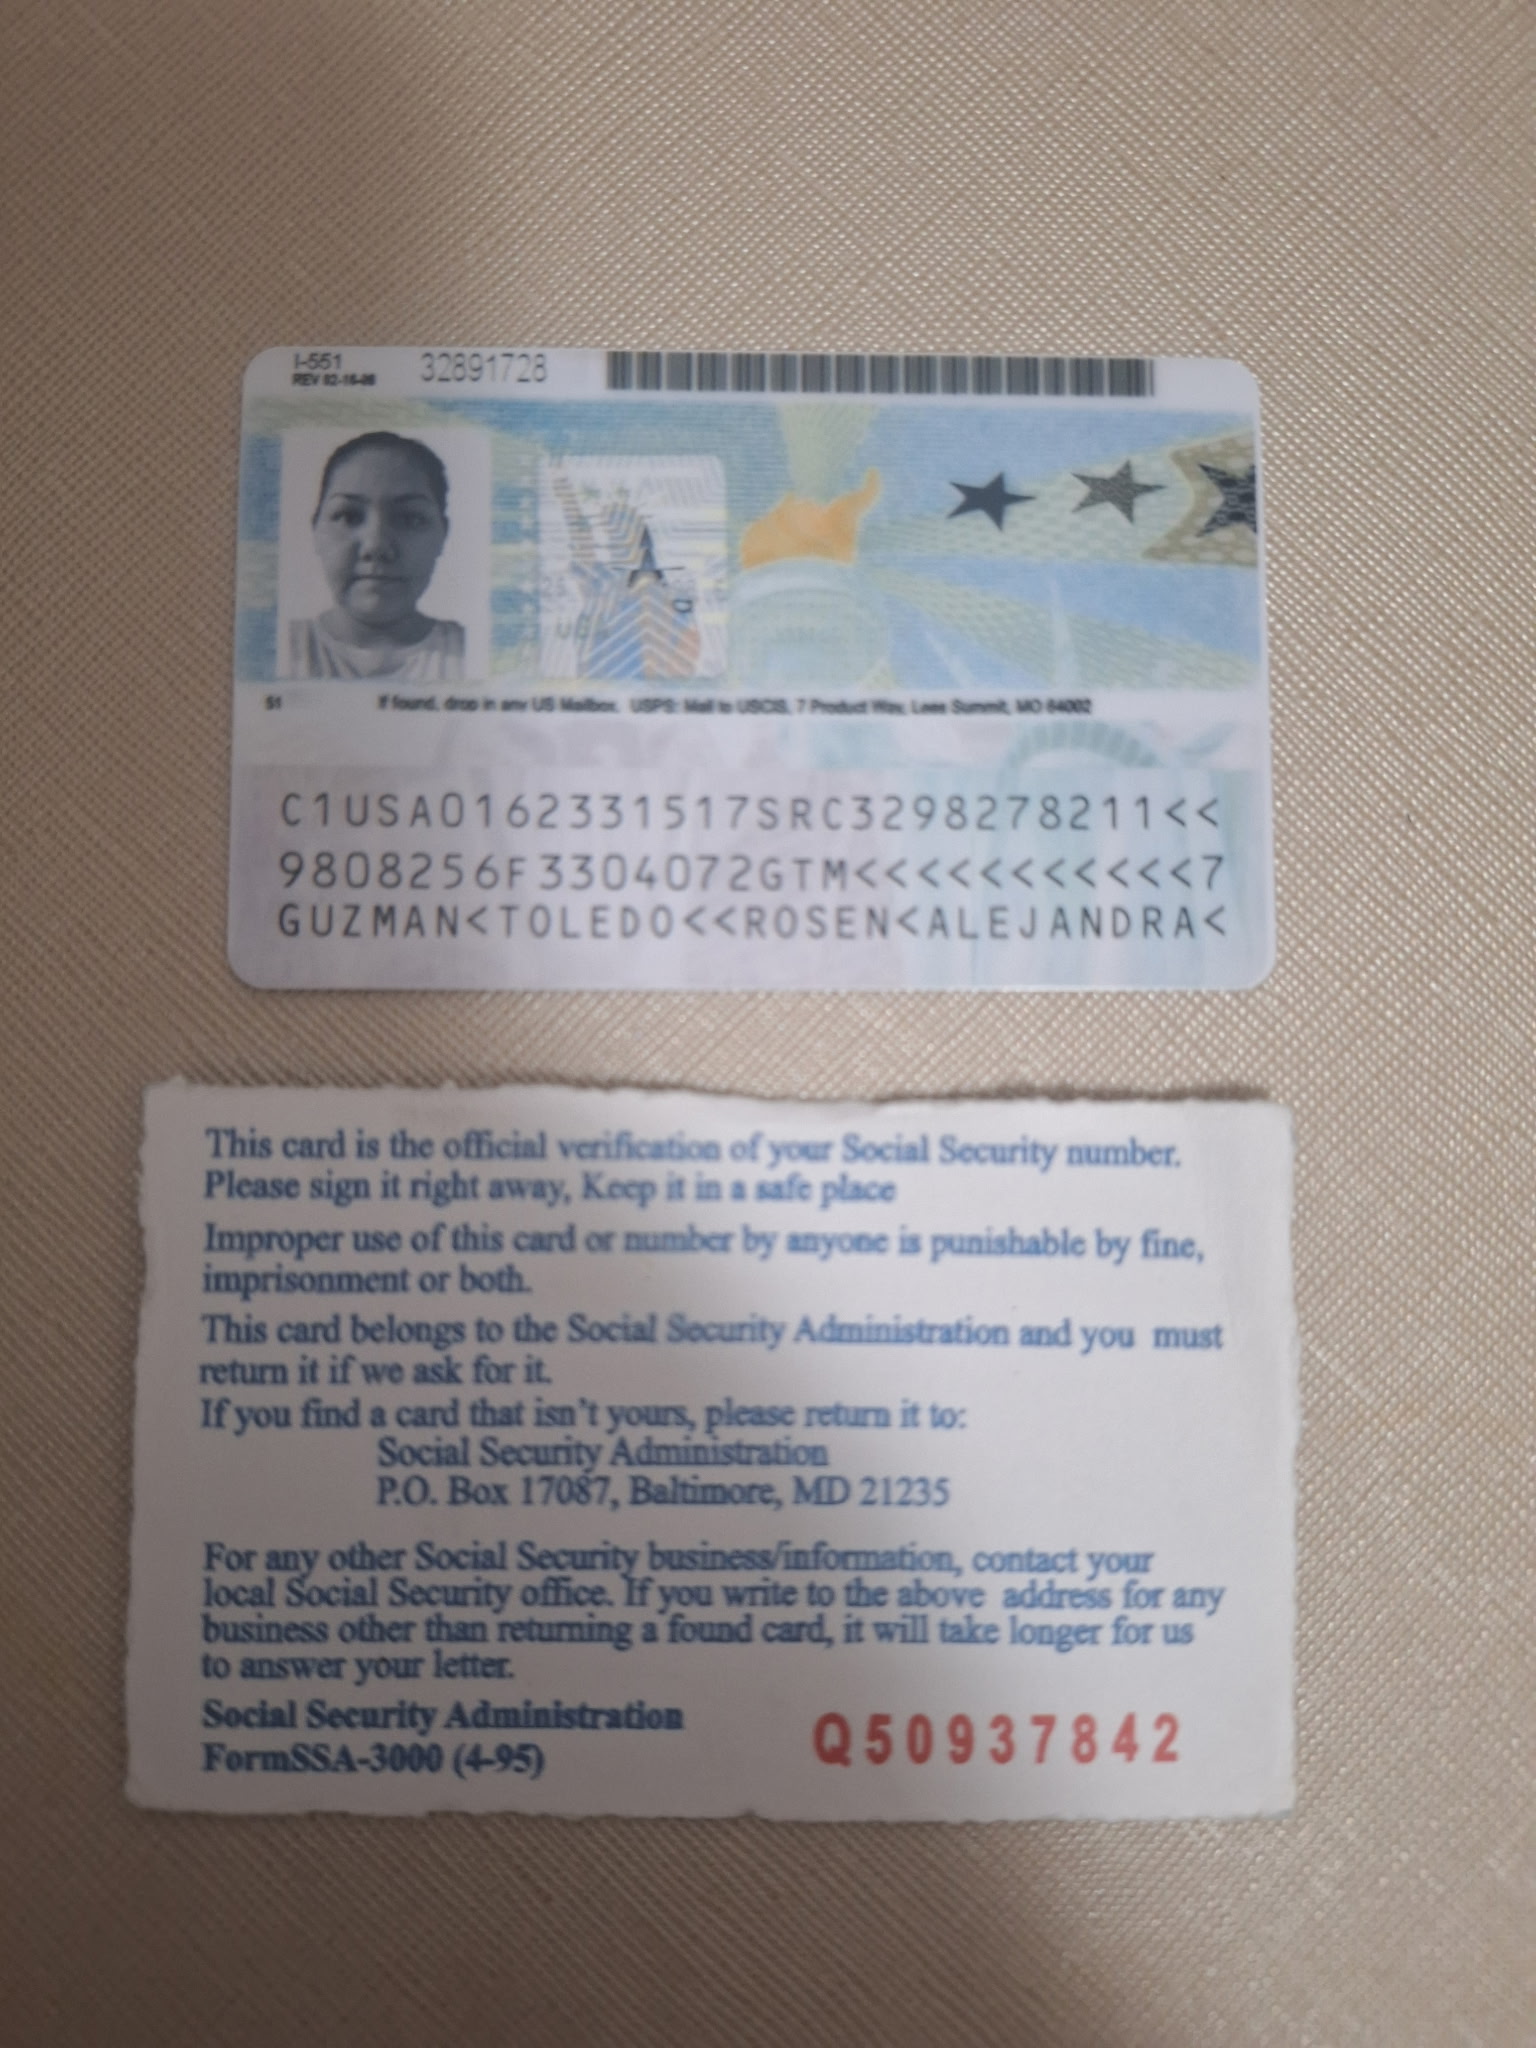 I-551
REV 02-16-06
32891728
51
If found, drop in any US Mailbox. USPS: Mail to USCIS, 7 Product Way, Lees Summit, MO 64002
C1USA0162331517SRC3298278211<<
9808256F3304072GTM<<<<<<<<<<<7
GUZMAN<TOLEDO<<ROSEN<ALEJANDRA<
This card is the official verification of your Social Security number.
Please sign it right away, Keep it in a safe place
Improper use of this card or number by anyone is punishable by fine,
imprisonment or both.
This card belongs to the Social Security Administration and you must
return it if we ask for it.
If you find a card that isn't yours, please return it to:
Social Security Administration
P.O. Box 17087, Baltimore, MD 21235
For any other Social Security business/information, contact your
local Social Security office. If you write to the above address for any
business other than returning a found card, it will take longer for us
to answer your letter.
Social Security Administration
FormSSA-3000 (4-95)
Q50937842